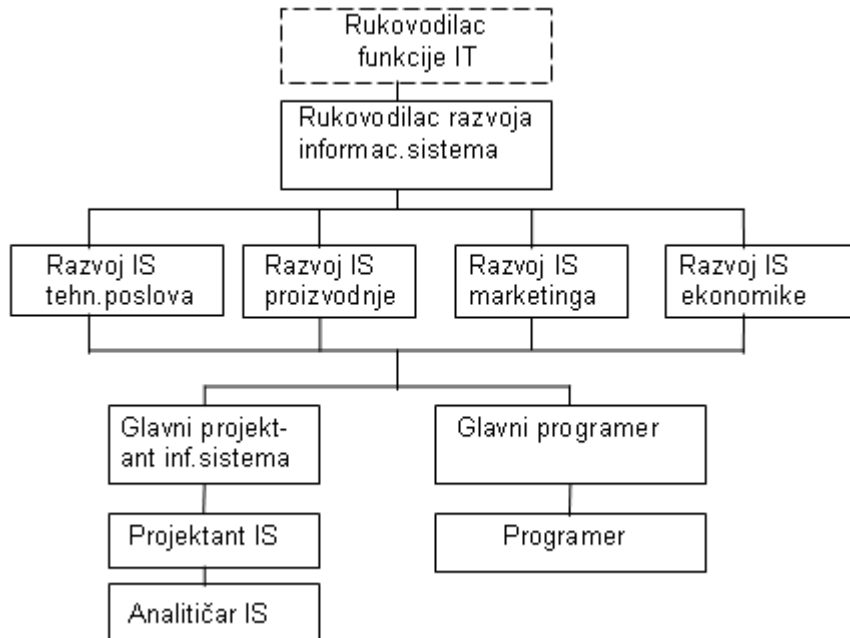 Rukovodilac
funkcije IT
Rukovodilac razvoja
informac.sistema
Razvoj IS
tehn.poslova
Razvoj IS
proizvodnje
Razvoj IS
marketinga
Razvoj IS
ekonomike
Glavni projekt-
ant inf.sistema
Glavni programer
Projektant IS
Programer
Analitičar IS